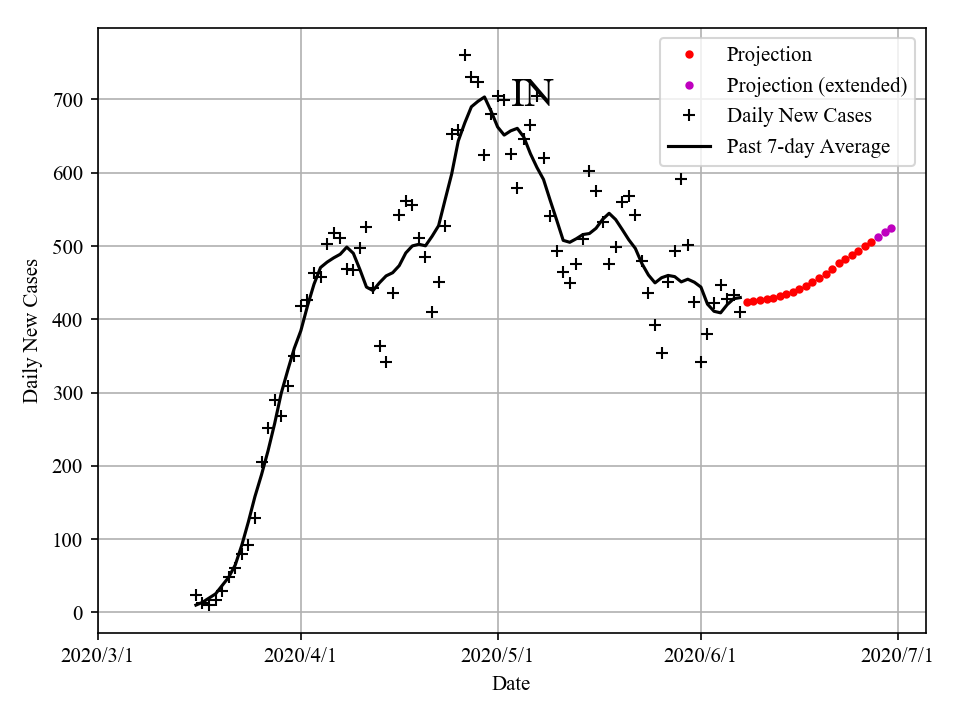 IN
Projection
Projection (extended)
Daily New Cases
Past 7-day Average
Daily New Cases
700
600
500
400
300
200
100
0
2020/3/1
2020/4/1
2020/5/1
2020/6/1
2020/7/1
Date